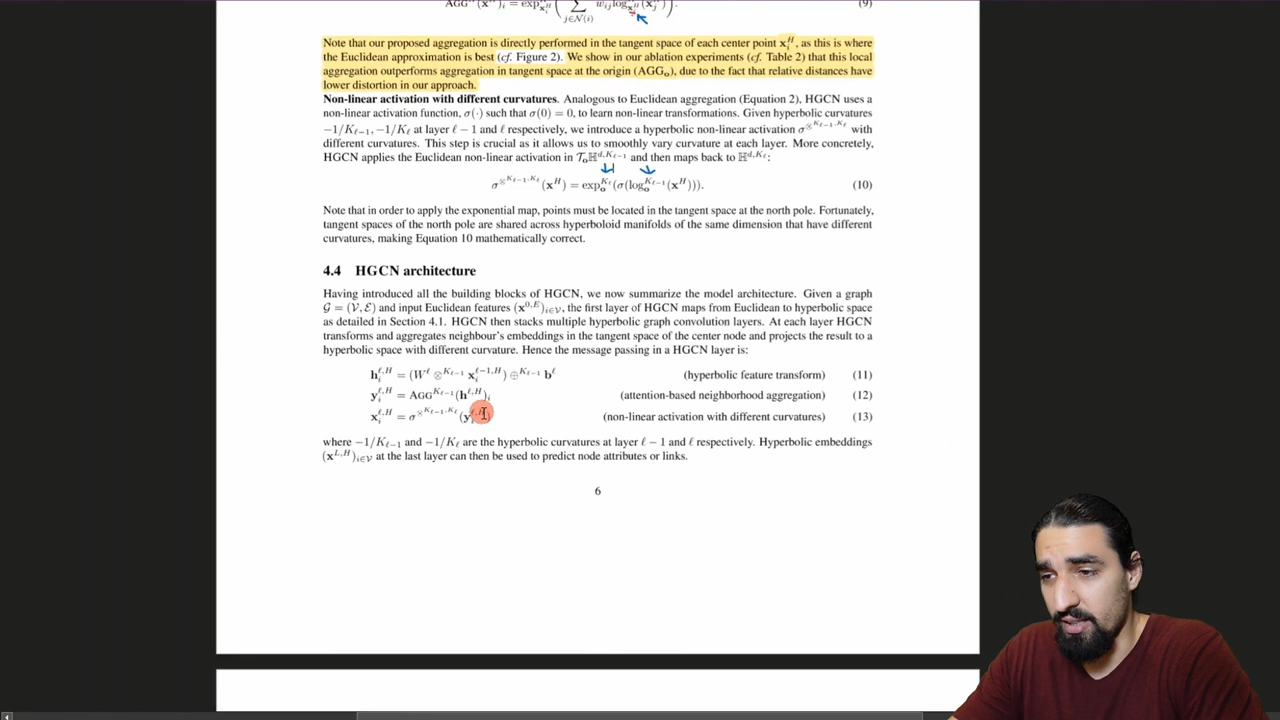 AGG^K(x^H)_i = exp^K_{x_i^H} ( Σ_{j∈N(i)} w_{ij} log^K_{x_i^H}(x_j^H) ). (9)
Note that our proposed aggregation is directly performed in the tangent space of each center point x_i^H, as this is where
the Euclidean approximation is best (cf. Figure 2). We show in our ablation experiments (cf. Table 2) that this local
aggregation outperforms aggregation in tangent space at the origin (AGG_o), due to the fact that relative distances have
lower distortion in our approach.
Non-linear activation with different curvatures. Analogous to Euclidean aggregation (Equation 2), HGCN uses a
non-linear activation function, σ(·) such that σ(0) = 0, to learn non-linear transformations. Given hyperbolic curvatures
−1/K_{ℓ−1}, −1/K_ℓ at layer ℓ − 1 and ℓ respectively, we introduce a hyperbolic non-linear activation σ^{⊗^{K_{ℓ−1},K_ℓ}} with
different curvatures. This step is crucial as it allows us to smoothly vary curvature at each layer. More concretely,
HGCN applies the Euclidean non-linear activation in T_oH^{d,K_{ℓ−1}} and then maps back to H^{d,K_ℓ}:
σ^{⊗^{K_{ℓ−1},K_ℓ}}(x^H) = exp_o^{K_ℓ}(σ(log_o^{K_{ℓ−1}}(x^H))). (10)
Note that in order to apply the exponential map, points must be located in the tangent space at the north pole. Fortunately,
tangent spaces of the north pole are shared across hyperboloid manifolds of the same dimension that have different
curvatures, making Equation 10 mathematically correct.
4.4 HGCN architecture
Having introduced all the building blocks of HGCN, we now summarize the model architecture. Given a graph
G = (V, E) and input Euclidean features (x^{0,E})_{i∈V}, the first layer of HGCN maps from Euclidean to hyperbolic space
as detailed in Section 4.1. HGCN then stacks multiple hyperbolic graph convolution layers. At each layer HGCN
transforms and aggregates neighbour's embeddings in the tangent space of the center node and projects the result to a
hyperbolic space with different curvature. Hence the message passing in a HGCN layer is:
h_i^{ℓ,H} = (W^ℓ ⊗^{K_{ℓ−1}} x_i^{ℓ−1,H}) ⊕^{K_{ℓ−1}} b^ℓ (hyperbolic feature transform) (11)
y_i^{ℓ,H} = AGG^{K_{ℓ−1}}(h^{ℓ,H})_i (attention-based neighborhood aggregation) (12)
x_i^{ℓ,H} = σ^{⊗^{K_{ℓ−1},K_ℓ}}(y_i^{ℓ,H}) (non-linear activation with different curvatures) (13)
where −1/K_{ℓ−1} and −1/K_ℓ are the hyperbolic curvatures at layer ℓ − 1 and ℓ respectively. Hyperbolic embeddings
(x^{L,H})_{i∈V} at the last layer can then be used to predict node attributes or links.
6